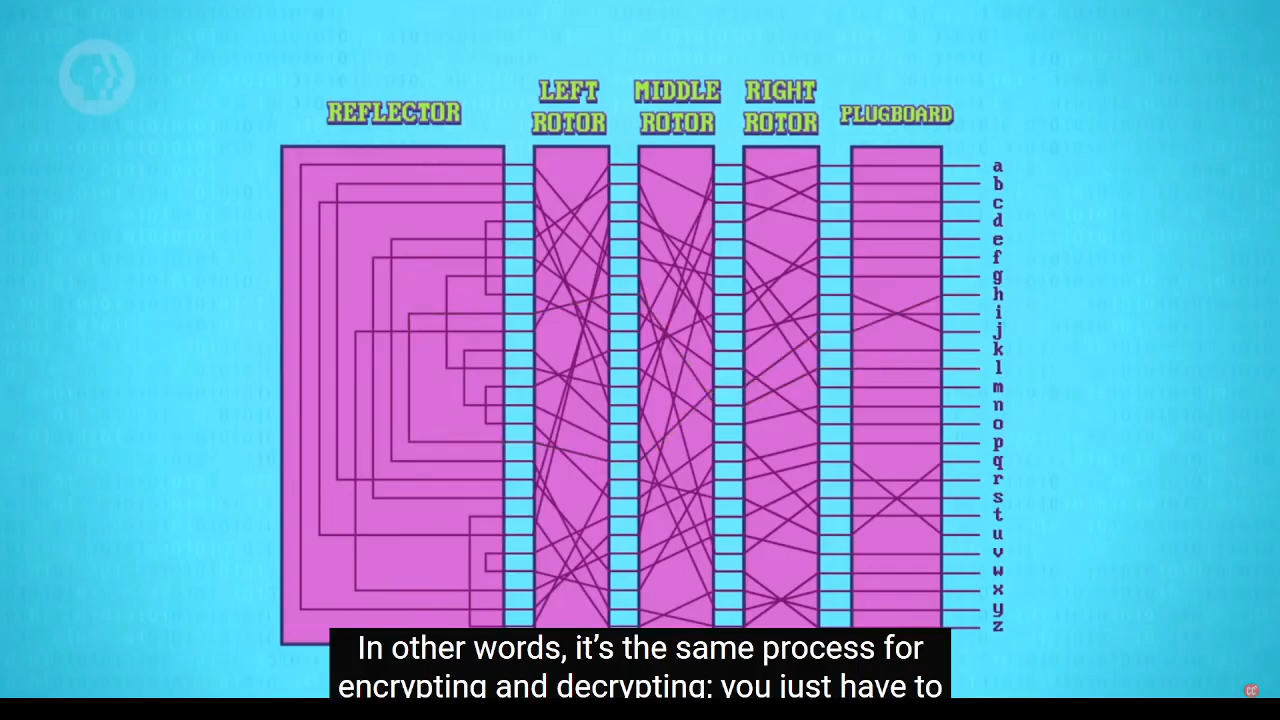 REFLECTOR
LEFT ROTOR
MIDDLE ROTOR
RIGHT ROTOR
PLUGBOARD
a
b
c
d
e
f
g
h
i
j
k
l
m
n
o
p
q
r
s
t
u
v
w
x
y
z
In other words, it’s the same process for
encrypting and decrypting; you just have to
CC